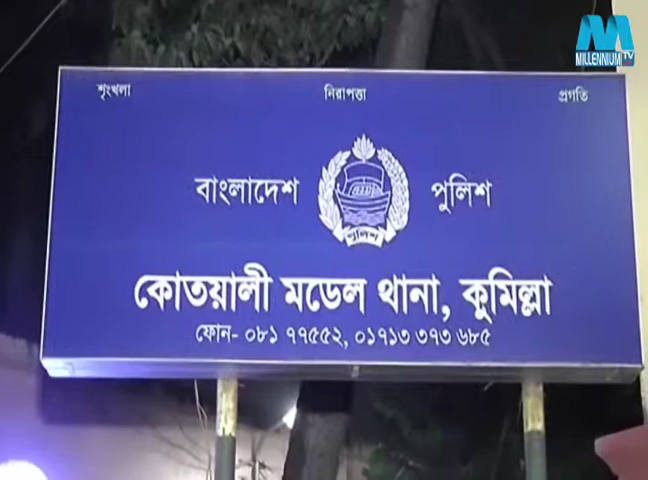 MILLENNIUM TV
শৃংখলা নিরাপত্তা প্রগতি
বাংলাদেশ পুলিশ
পুলিশ
কোতয়ালী মডেল থানা, কুমিল্লা
ফোন- ০৮১ ৭৭৫৫২, ০১৭১৩ ৩৭৩ ৬৮৫